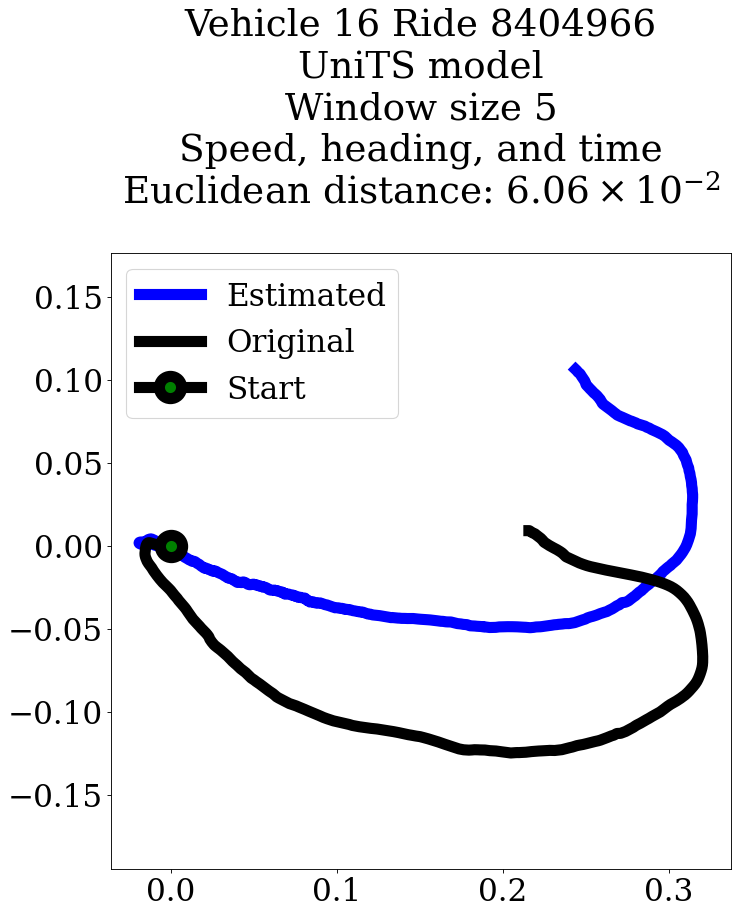 Vehicle 16 Ride 8404966
UniTS model
Window size 5
Speed, heading, and time
Euclidean distance: 6.06 × 10⁻²
Estimated
Original
Start
0.15
0.10
0.05
0.00
−0.05
−0.10
−0.15
0.0 0.1 0.2 0.3